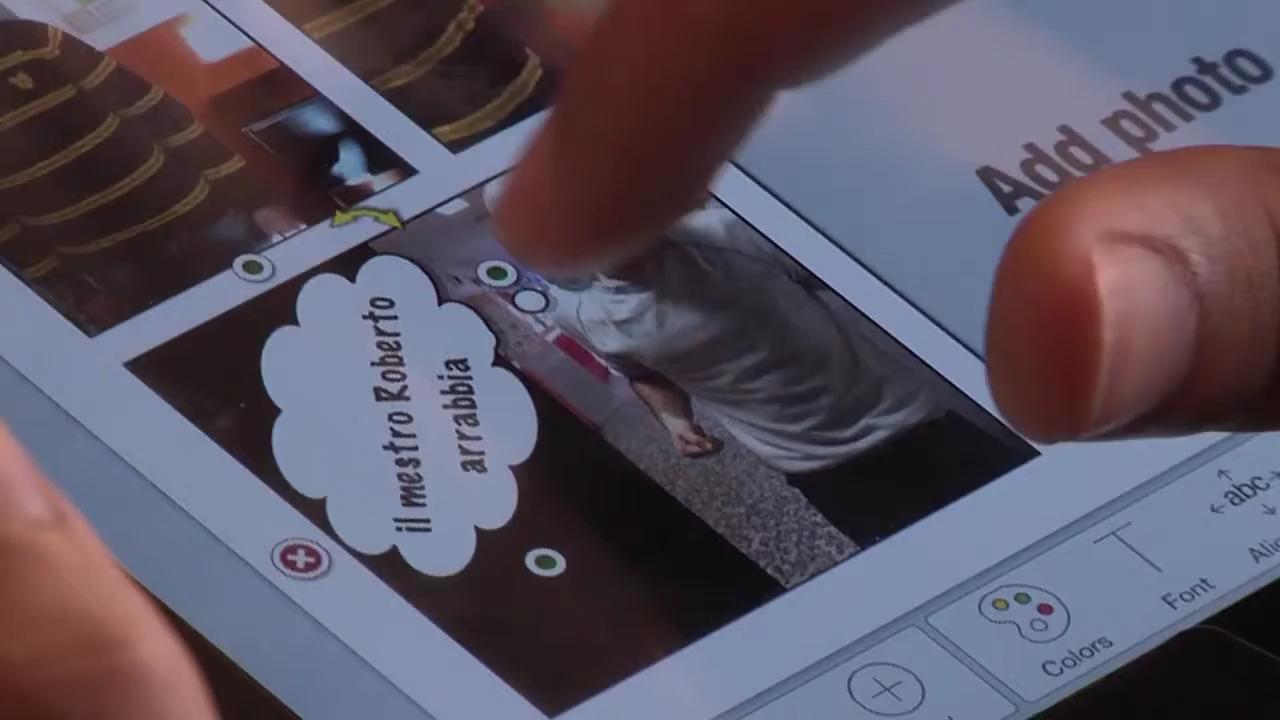 Add photo
il mestro Roberto
arrabbia
abc
Font
Colors